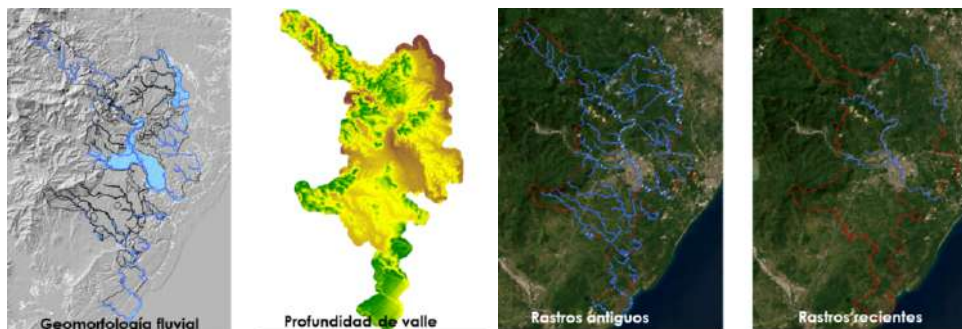 Geomorfología fluvial
Profundidad de valle
Rastros antiguos
Rastros recientes